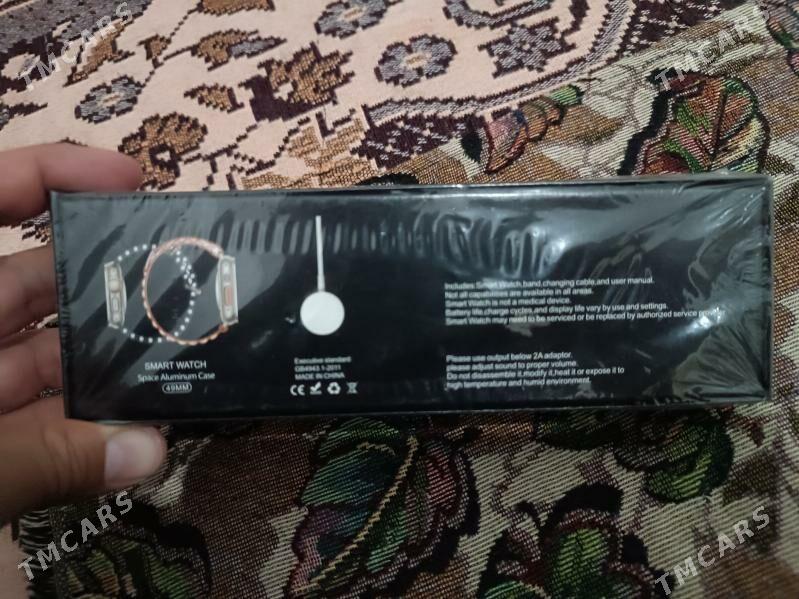 TMCARS
TMCARS
TMCARS
SMART WATCH
Space Aluminum Case
49MM
Executive standard
GB4943.1-2011
MADE IN CHINA
CE
Includes:Smart Watch,band,changing cable,and user manual.
Not all capabilities are available in all areas.
Smart Watch is not a medical device.
Battery life,charge cycles,and display life vary by use and settings.
Smart Watch may need to be serviced or be replaced by authorized service
Please use output below 2A adaptor.
please adjust sound to proper volume.
Do not disassemble it,modify it,heat it or expose it to
high temperature and humid environment.
TMCARS
TMCARS
TMCARS